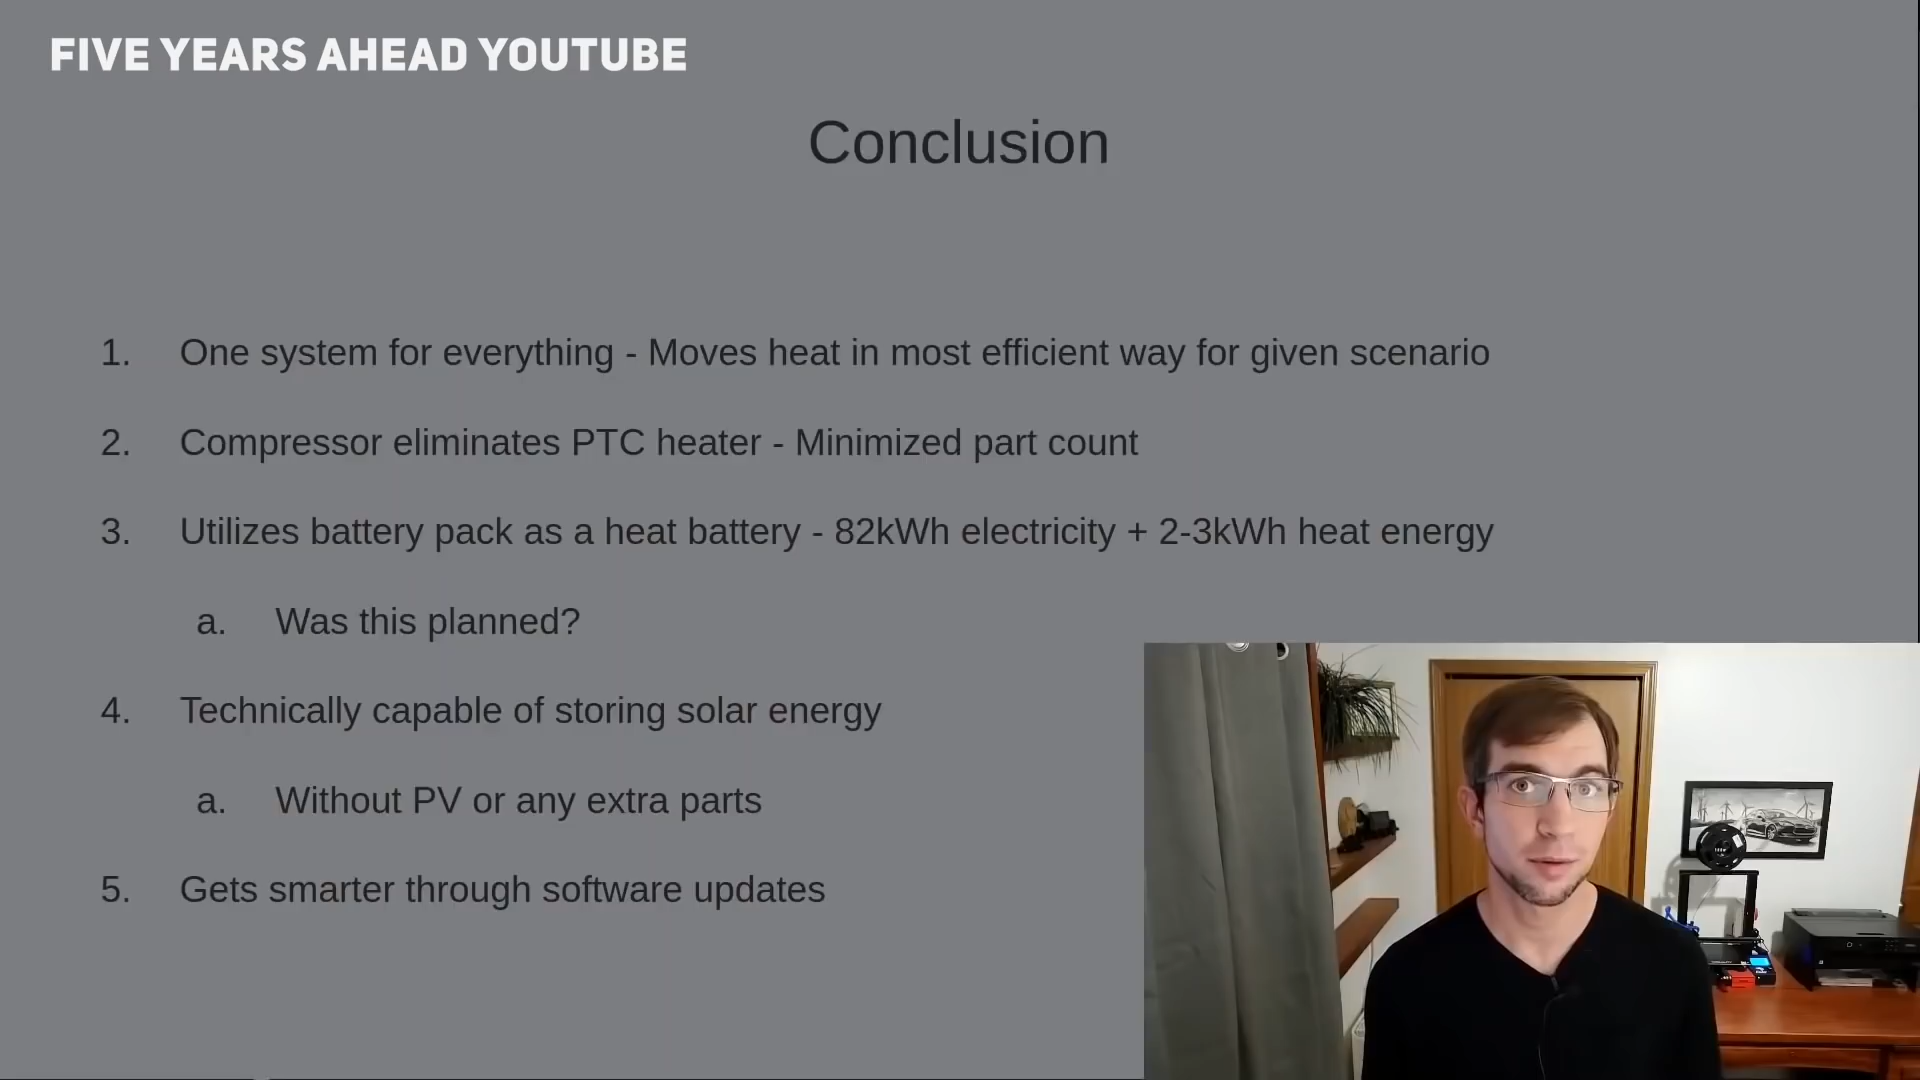 FIVE YEARS AHEAD YOUTUBE
Conclusion
1. One system for everything - Moves heat in most efficient way for given scenario
2. Compressor eliminates PTC heater - Minimized part count
3. Utilizes battery pack as a heat battery - 82kWh electricity + 2-3kWh heat energy
a. Was this planned?
4. Technically capable of storing solar energy
a. Without PV or any extra parts
5. Gets smarter through software updates